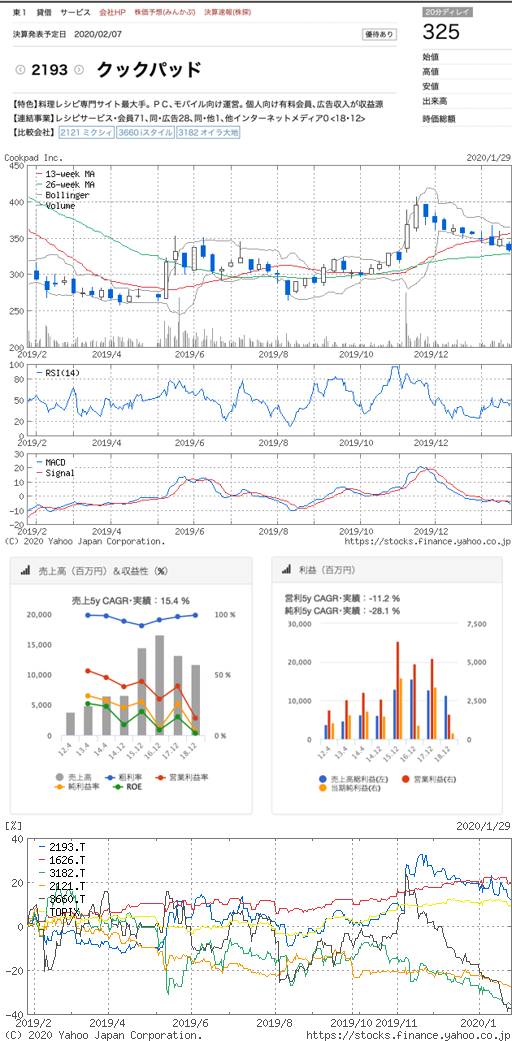 東1 貸借 サービス 会社HP 株価予想(みんかぶ) 決算速報(株探)
決算発表予定日 2020/02/07
優待あり
2193 クックパッド
【特色】料理レシピ専門サイト最大手。PC、モバイル向け運営。個人向け有料会員、広告収入が収益源
【連結事業】レシピサービス・会員71、同・広告28、同・他1、他インターネットメディア0 <18・12>
【比較会社】 2121 ミクシィ 3660 iスタイル 3182 オイラ大地
20分ディレイ
325
始値
高値
安値
出来高
時価総額
Cookpad Inc.
2020/1/29
13-week MA
26-week MA
Bollinger
Volume
450
400
350
300
250
200
2019/2 2019/4 2019/6 2019/8 2019/10 2019/12
RSI(14)
100
80
60
40
20
0
2019/2 2019/4 2019/6 2019/8 2019/10 2019/12
MACD
Signal
30
20
10
0
-10
-20
2019/2 2019/4 2019/6 2019/8 2019/10 2019/12
(C) 2020 Yahoo Japan Corporation.
https://stocks.finance.yahoo.co.jp
売上高（百万円）＆収益性（%）
売上5y CAGR・実績：15.4 %
20,000
15,000
10,000
5,000
0
100 %
50 %
0 %
12.4 13.4 14.4 14.12 15.12 16.12 17.12 18.12
売上高 粗利率 営業利益率
純利益率 ROE
利益（百万円）
営利5y CAGR・実績：-11.2 %
純利5y CAGR・実績：-28.1 %
30,000
20,000
10,000
0
7,500
5,000
2,500
0
12.4 13.4 14.4 14.12 15.12 16.12 17.12 18.12
売上高総利益(左) 営業利益(右)
当期純利益(右)
[%]
2020/1/29
2193.T
1626.T
3182.T
2121.T
3660.T
TOPIX
40
20
0
-20
-40
2019/2 2019/4 2019/6 2019/8 2019/10 2019/11 2020/1
(C) 2020 Yahoo Japan Corporation.
https://stocks.finance.yahoo.co.jp